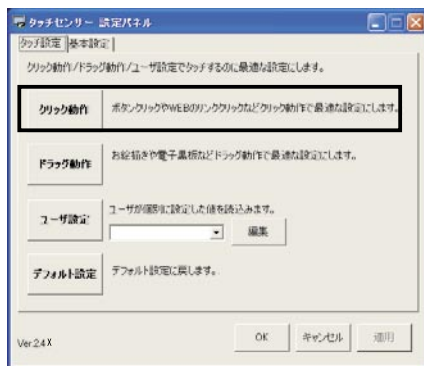 タッチセンサー 設定パネル
タッチ設定 基本設定
クリック動作/ドラッグ動作/ユーザ設定でタッチするのに最適な設定にします。
クリック動作 ボタンクリックやWEBのリンククリックなどクリック動作で最適な設定にします。
ドラッグ動作 お絵描きや電子黒板などドラッグ動作で最適な設定にします。
ユーザ設定 ユーザが個別に設定した値を読込みます。
編集
デフォルト設定 デフォルト設定に戻します。
Ver.2.4X OK キャンセル 適用